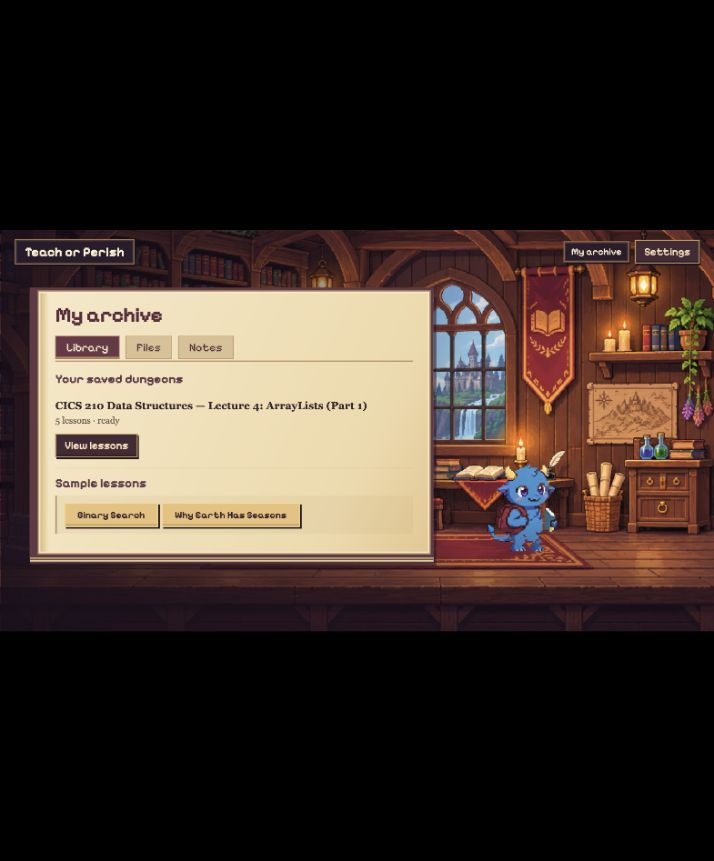 Teach or Perish
My archive
Settings
My archive
Library
Files
Notes
Your saved dungeons
CICS 210 Data Structures — Lecture 4: ArrayLists (Part 1)
5 lessons · ready
View lessons
Sample lessons
Binary Search
Why Earth Has Seasons